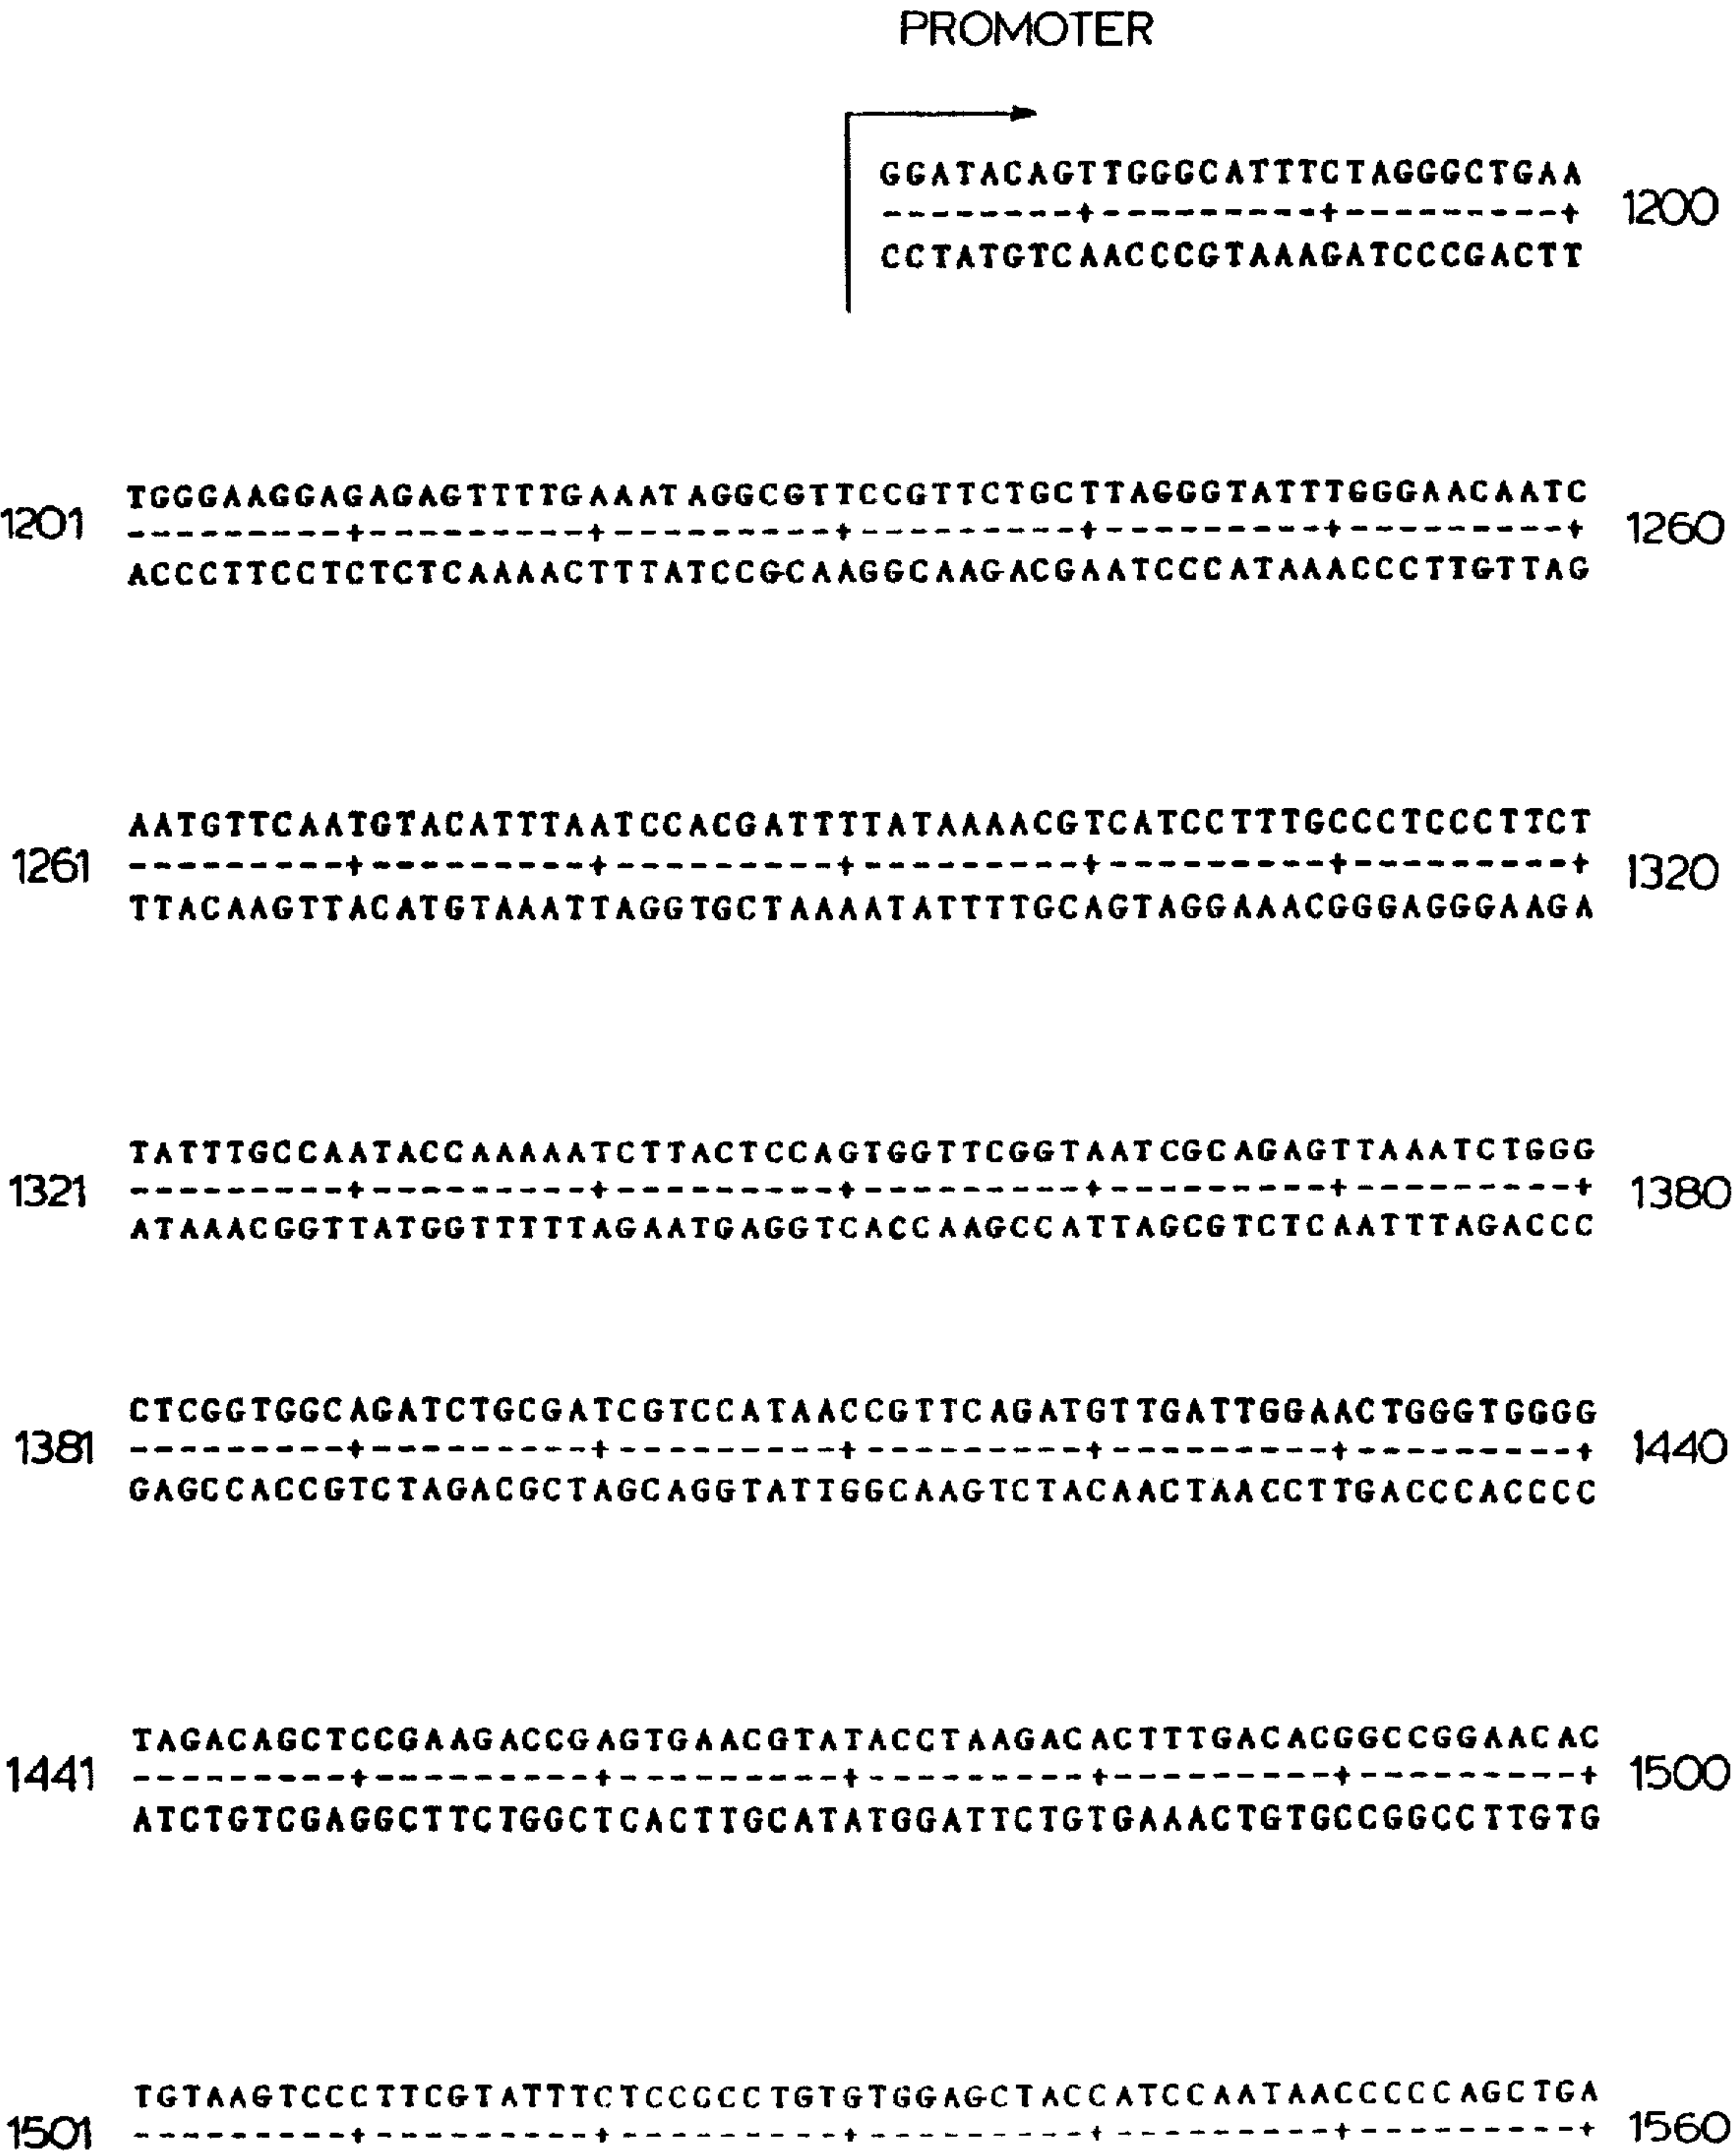 PROMOTER
GGATACAGTTGGGCATTTCTAGGGCTGAA
--------+---------+---------+ 1200
CCTATGTCAACCCGTAAAGATCCCGACTT
TGGGAAGGAGAGAGTTTTGAAATAGGCGTTCCGTTCTGCTTAGGGTATTTGGGAACAATC
1201 ---------+---------+---------+---------+---------+---------+ 1260
ACCCTTCCTCTCTCAAAACTTTATCCGCAAGGCAAGACGAATCCCATAAACCCTTGTTAG
AATGTTCAATGTACATTTAATCCACGATTTTATAAAACGTCATCCTTTGCCCTCCCTTCT
1261 ---------+---------+---------+---------+---------+---------+ 1320
TTACAAGTTACATGTAAATTAGGTGCTAAAATATTTTGCAGTAGGAAACGGGAGGGAAGA
TATTTGCCAATACCAAAAATCTTACTCCAGTGGTTCGGTAATCGCAGAGTTAAATCTGGG
1321 ---------+---------+---------+---------+---------+---------+ 1380
ATAAACGGTTATGGTTTTTAGAATGAGGTCACCAAGCCATTAGCGTCTCAATTTAGACCC
CTCGGTGGCAGATCTGCGATCGTCCATAACCGTTCAGATGTTGATTGGAACTGGGTGGGG
1381 ---------+---------+---------+---------+---------+---------+ 1440
GAGCCACCGTCTAGACGCTAGCAGGTATTGGCAAGTCTACAACTAACCTTGACCCACCCC
TAGACAGCTCCGAAGACCGAGTGAACGTATACCTAAGACACTTTGACACGGCCGGAACAC
1441 ---------+---------+---------+---------+---------+---------+ 1500
ATCTGTCGAGGCTTCTGGCTCACTTGCATATGGATTCTGTGAAACTGTGCCGGCCTTGTG
TGTAAGTCCCTTCGTATTTCTCCGCCTGTGTGGAGCTACCATCCAATAACCCCCAGCTGA
1501 ---------+---------+---------+---------+---------+---------+ 1560